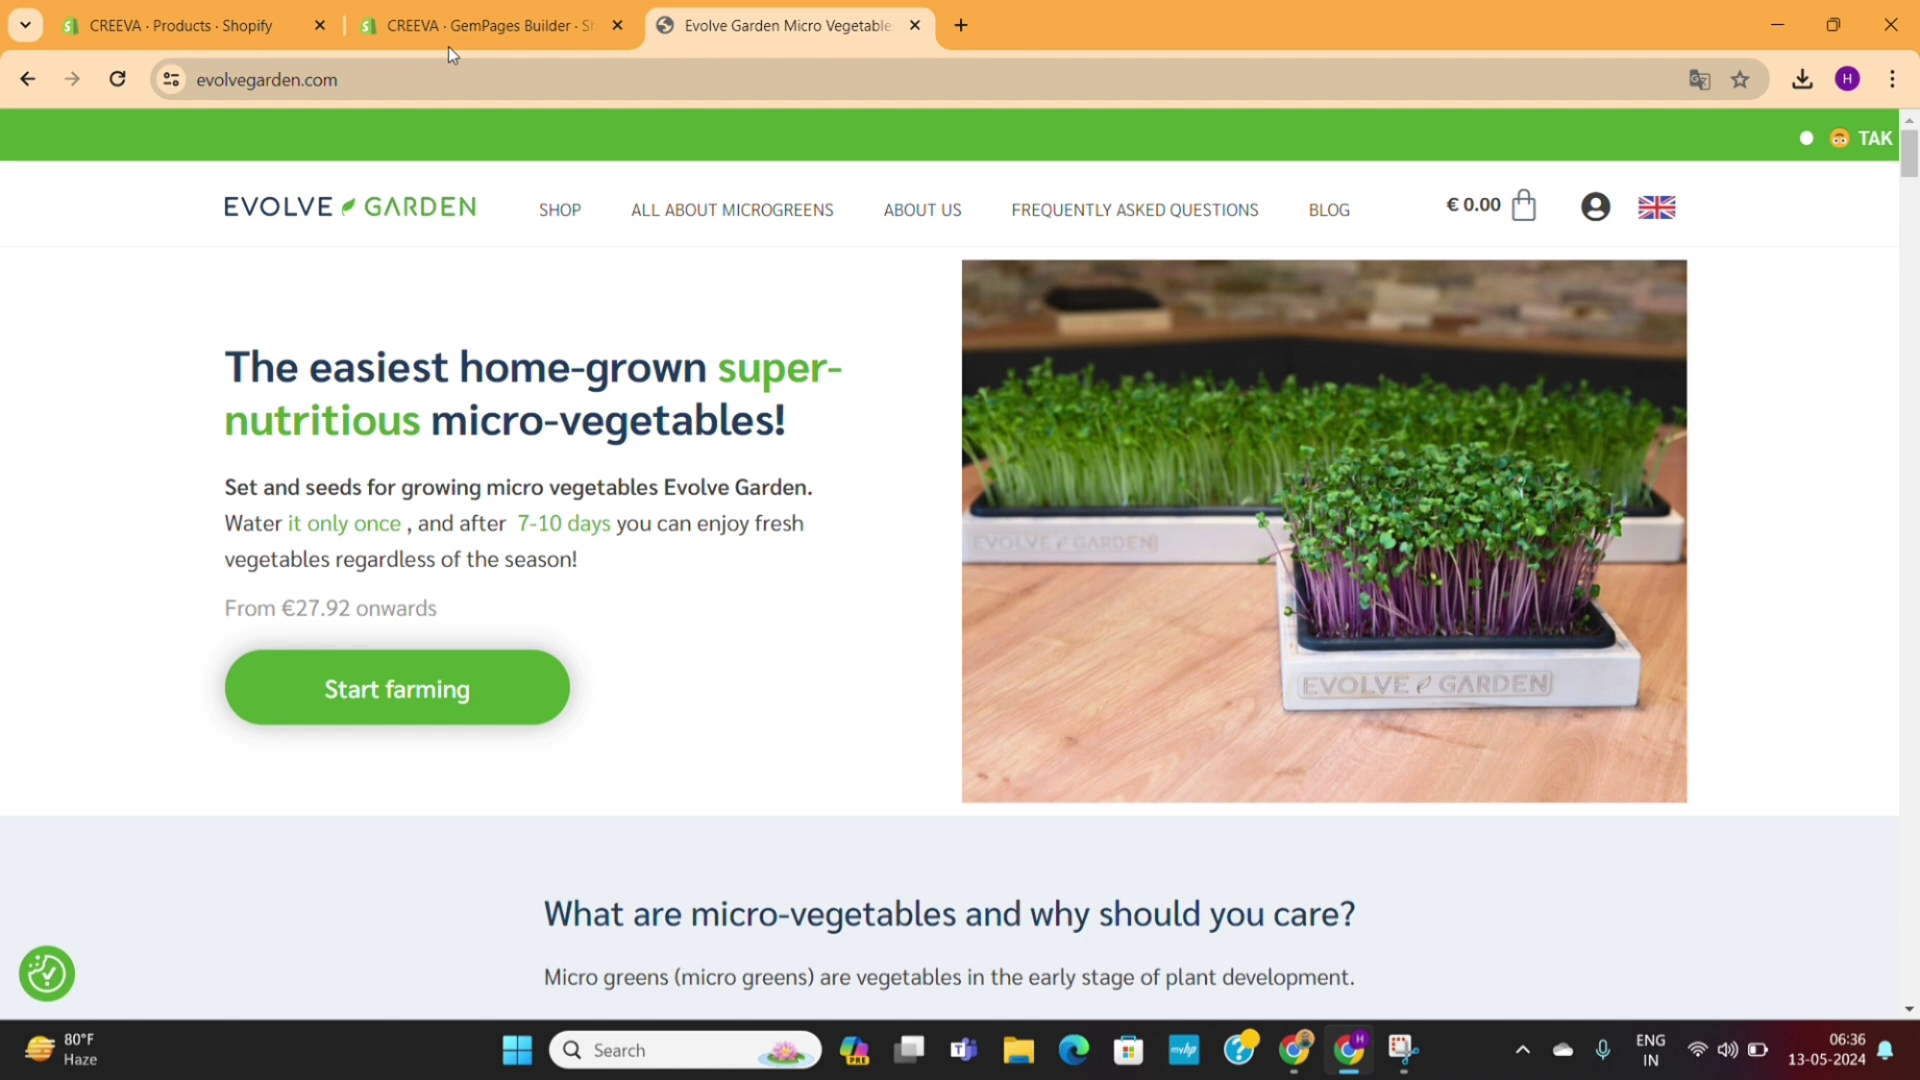 CREEVA · Products · Shopify
CREEVA · GemPages Builder · Sh
Evolve Garden Micro Vegetable
evolvegarden.com
H
TAK
EVOLVE GARDEN
SHOP
ALL ABOUT MICROGREENS
ABOUT US
FREQUENTLY ASKED QUESTIONS
BLOG
€ 0.00
The easiest home-grown super-
nutritious micro-vegetables!
Set and seeds for growing micro vegetables Evolve Garden.
Water it only once , and after 7-10 days you can enjoy fresh
vegetables regardless of the season!
From €27.92 onwards
Start farming
EVOLVE GARDEN
EVOLVE GARDEN
What are micro-vegetables and why should you care?
Micro greens (micro greens) are vegetables in the early stage of plant development.
80°F
Haze
Search
PRE
myhp
H
ENG
IN
06:36
13-05-2024